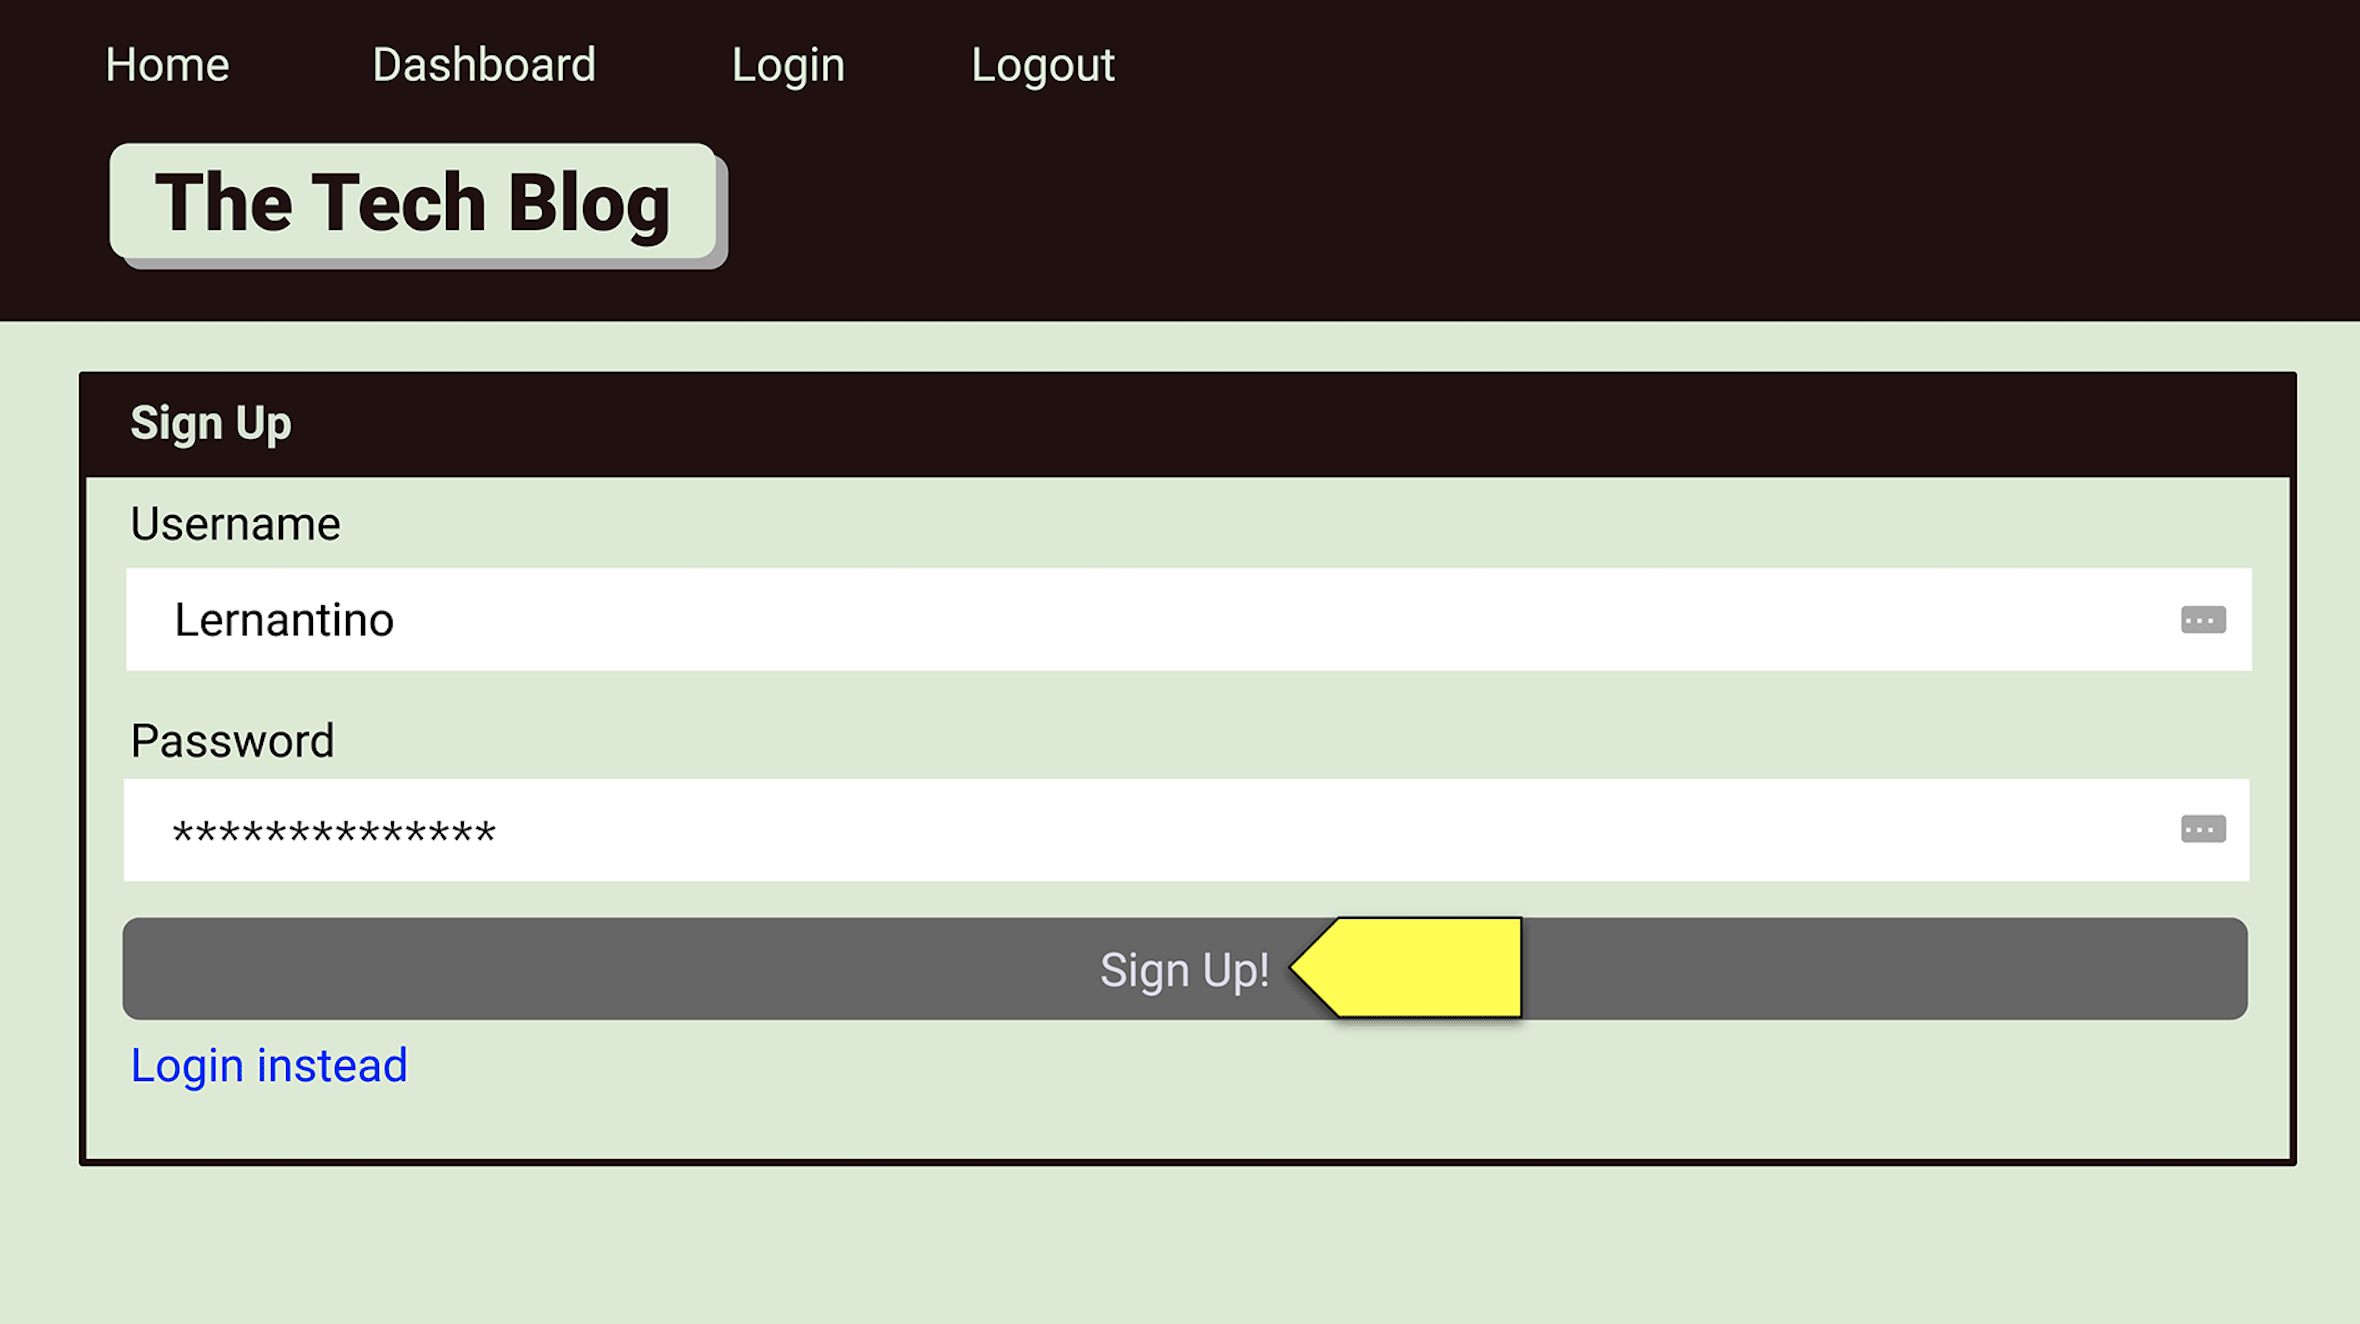 Home Dashboard Login Logout
The Tech Blog
Sign Up
Username
Lernantino
Password
**************
Sign Up!
Login instead